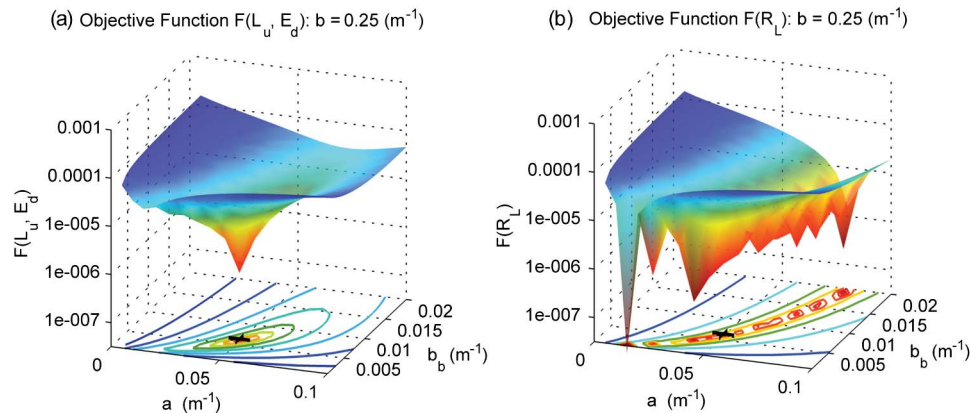 (a) Objective Function F(L_u, E_d): b = 0.25 (m⁻¹)
0.001
0.0001
1e-005
1e-006
1e-007
F(L_u, E_d)
0
0.05
0.1
a (m⁻¹)
0.02
0.015
0.01
0.005
b_b (m⁻¹)
(b) Objective Function F(R_L): b = 0.25 (m⁻¹)
0.001
0.0001
1e-005
1e-006
1e-007
F(R_L)
0
0.05
0.1
a (m⁻¹)
0.02
0.015
0.01
0.005
b_b (m⁻¹)